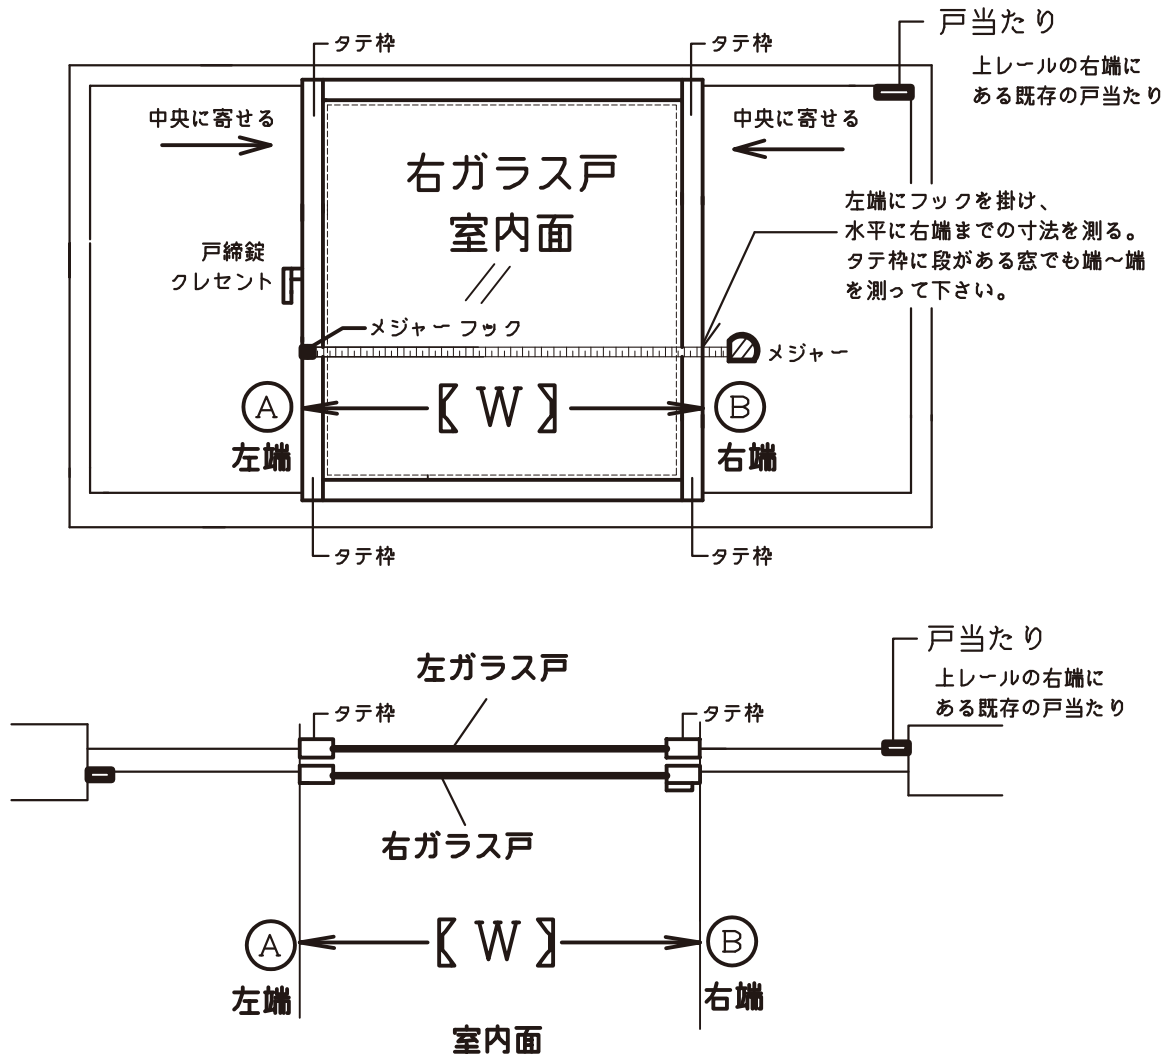 戸当たり
上レールの右端に
ある既存の戸当たり
タテ枠
タテ枠
中央に寄せる
中央に寄せる
右ガラス戸
室内面
左端にフックを掛け、
水平に右端までの寸法を測る。
タテ枠に段がある窓でも端〜端
を測って下さい。
戸締錠
クレセント
メジャー フック
メジャー
A
【 W 】
B
左端
右端
タテ枠
タテ枠
戸当たり
上レールの右端に
ある既存の戸当たり
左ガラス戸
タテ枠
タテ枠
右ガラス戸
A
【 W 】
B
左端
右端
室内面